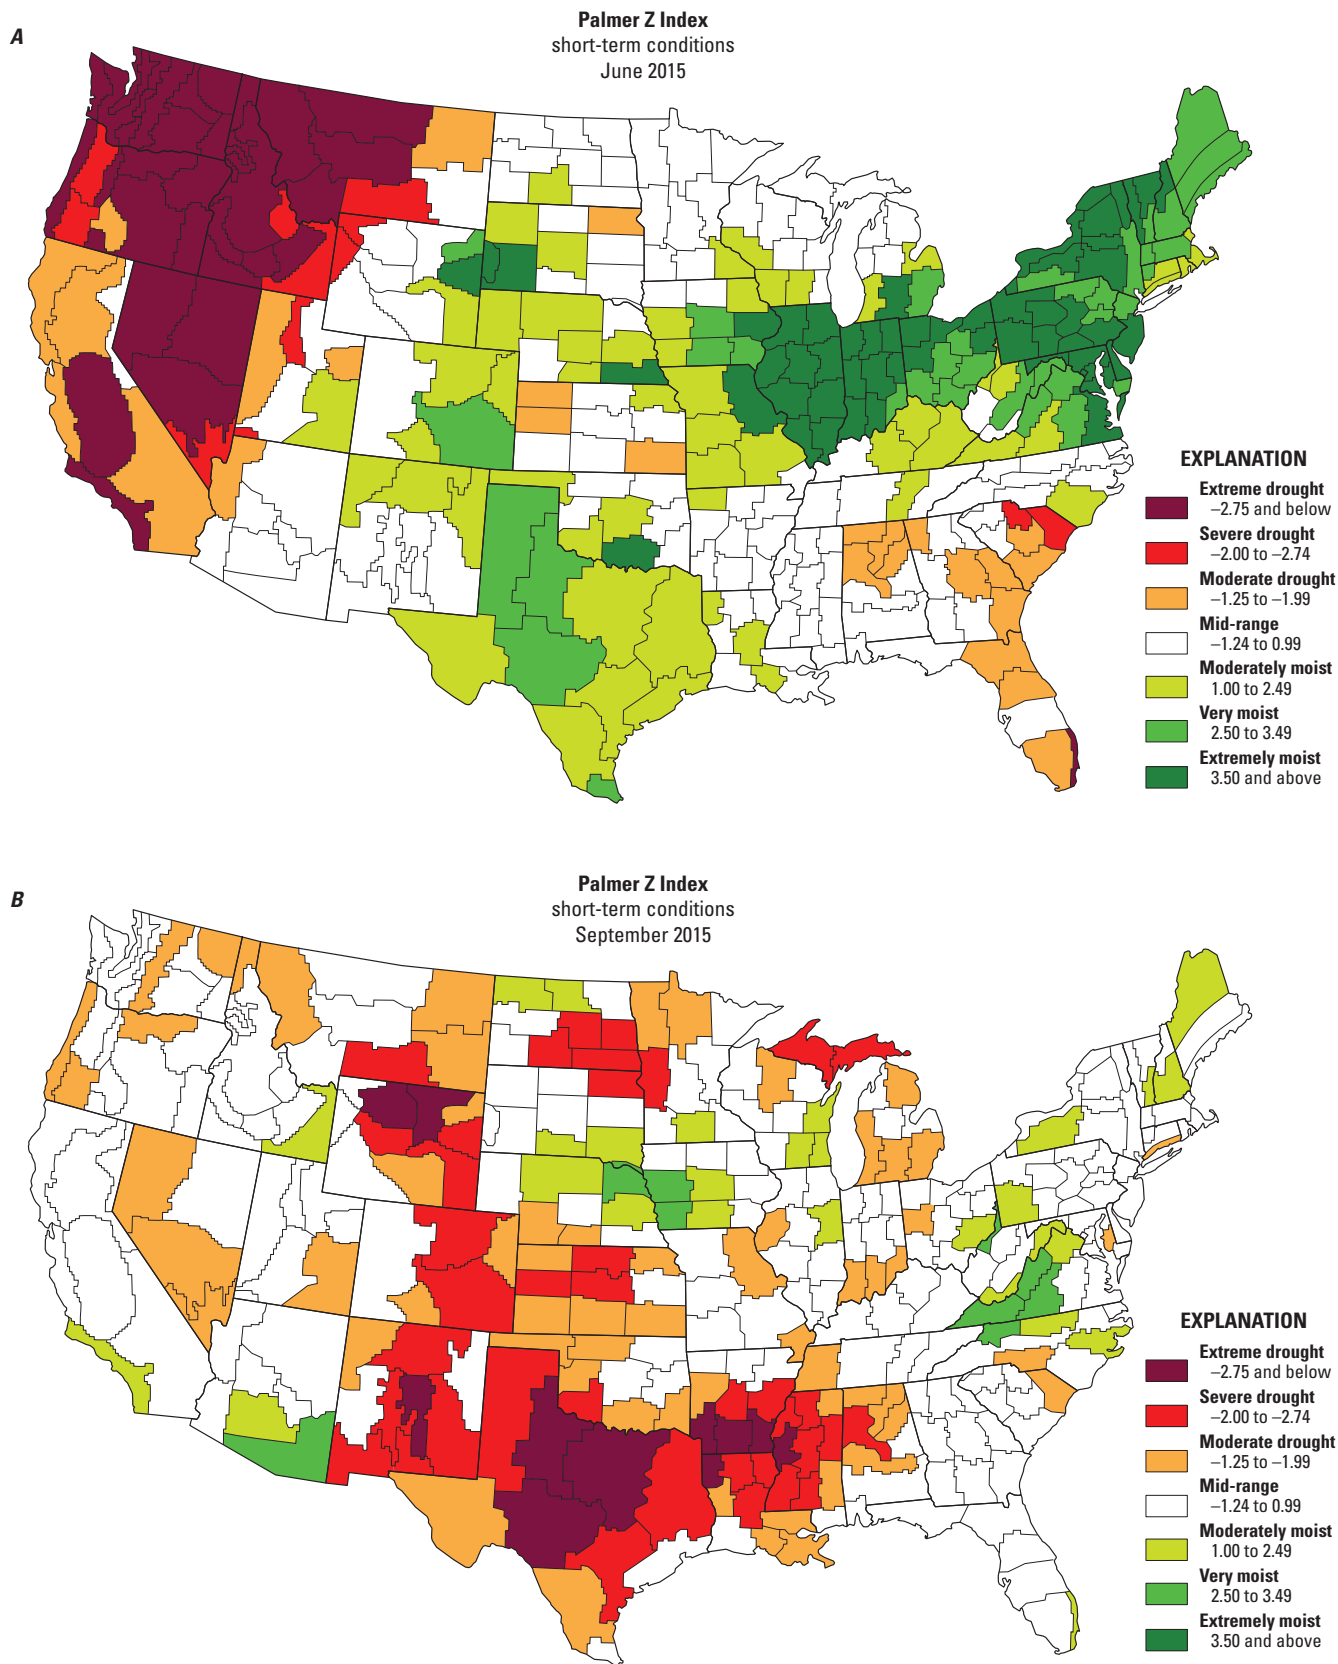 A
Palmer Z Index
short-term conditions
June 2015
EXPLANATION
Extreme drought
–2.75 and below
Severe drought
–2.00 to –2.74
Moderate drought
–1.25 to –1.99
Mid-range
–1.24 to 0.99
Moderately moist
1.00 to 2.49
Very moist
2.50 to 3.49
Extremely moist
3.50 and above
B
Palmer Z Index
short-term conditions
September 2015
EXPLANATION
Extreme drought
–2.75 and below
Severe drought
–2.00 to –2.74
Moderate drought
–1.25 to –1.99
Mid-range
–1.24 to 0.99
Moderately moist
1.00 to 2.49
Very moist
2.50 to 3.49
Extremely moist
3.50 and above